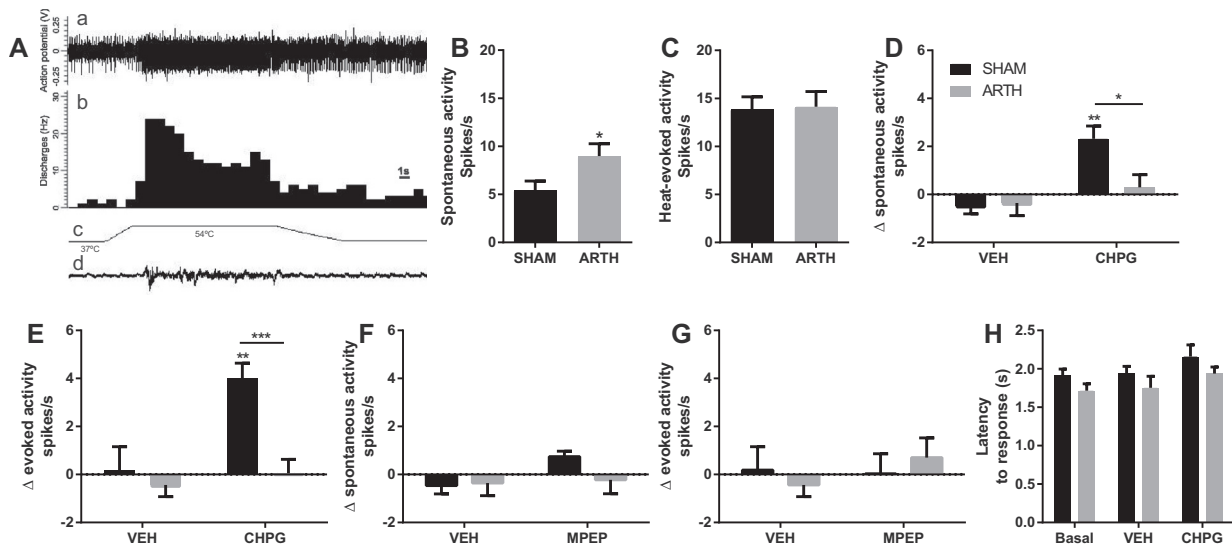 A
a
Action potential (V)
0.25
0
-0.25
b
Discharges (Hz)
30
20
10
0
1s
c
37ºC
54ºC
d
B
Spontaneous activity
Spikes/s
20
15
10
5
0
*
SHAM
ARTH
C
Heat-evoked activity
Spikes/s
20
15
10
5
0
SHAM
ARTH
D
Δ spontaneous activity
spikes/s
6
4
2
0
-2
SHAM
ARTH
*
**
VEH
CHPG
E
Δ evoked activity
spikes/s
6
4
2
0
-2
***
**
VEH
CHPG
F
Δ spontaneous activity
spikes/s
6
4
2
0
-2
VEH
MPEP
G
Δ evoked activity
spikes/s
6
4
2
0
-2
VEH
MPEP
H
Latency
to response (s)
2.5
2.0
1.5
1.0
0.5
0.0
Basal
VEH
CHPG